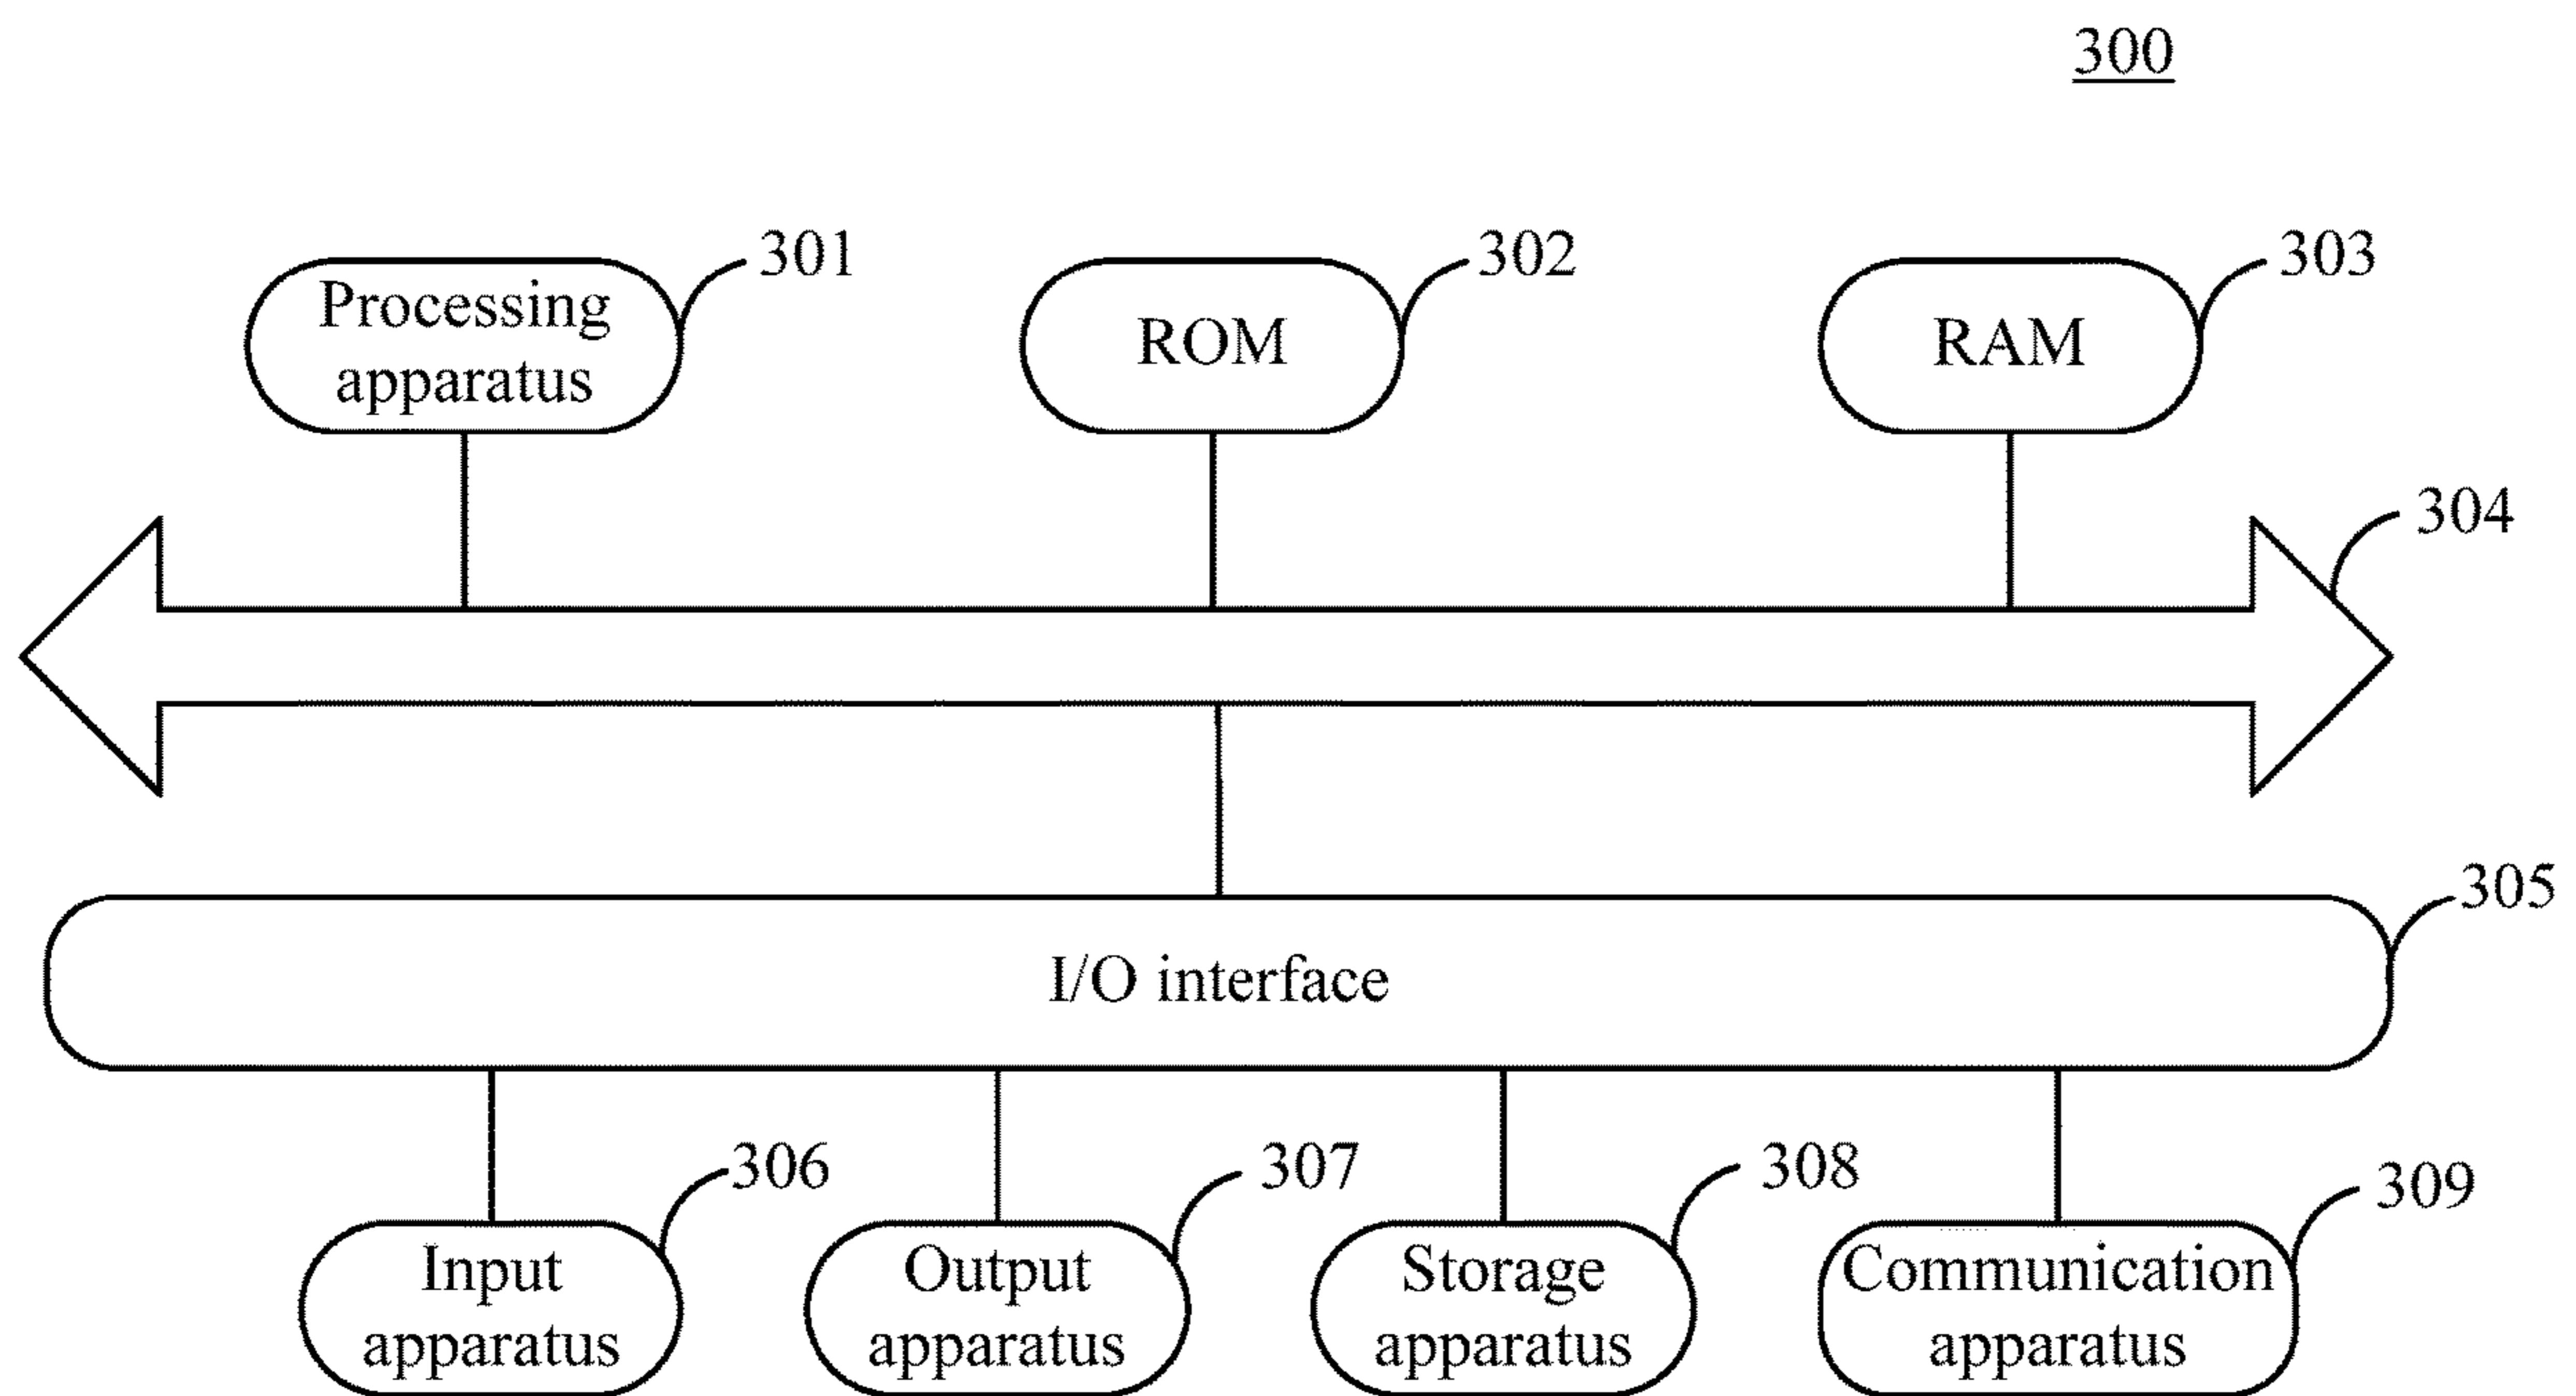 300
301
302
303
Processing
apparatus
ROM
RAM
304
305
I/O interface
306
307
308
309
Input
apparatus
Output
apparatus
Storage
apparatus
Communication
apparatus